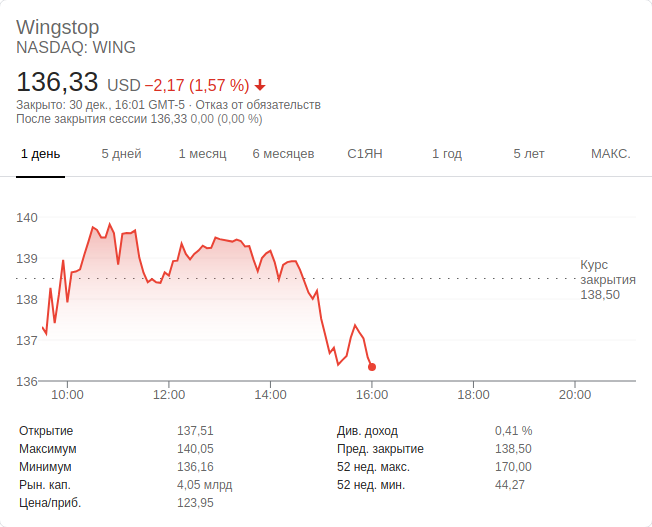 Wingstop
NASDAQ: WING
136,33 USD −2,17 (1,57 %)
Закрыто: 30 дек., 16:01 GMT-5 · Отказ от обязательств
После закрытия сессии 136,33 0,00 (0,00 %)
1 день 5 дней 1 месяц 6 месяцев С1ЯН 1 год 5 лет МАКС.
140
139
138
137
136
Курс
закрытия
138,50
10:00 12:00 14:00 16:00 18:00 20:00
Открытие 137,51
Максимум 140,05
Минимум 136,16
Рын. кап. 4,05 млрд
Цена/приб. 123,95
Див. доход 0,41 %
Пред. закрытие 138,50
52 нед. макс. 170,00
52 нед. мин. 44,27